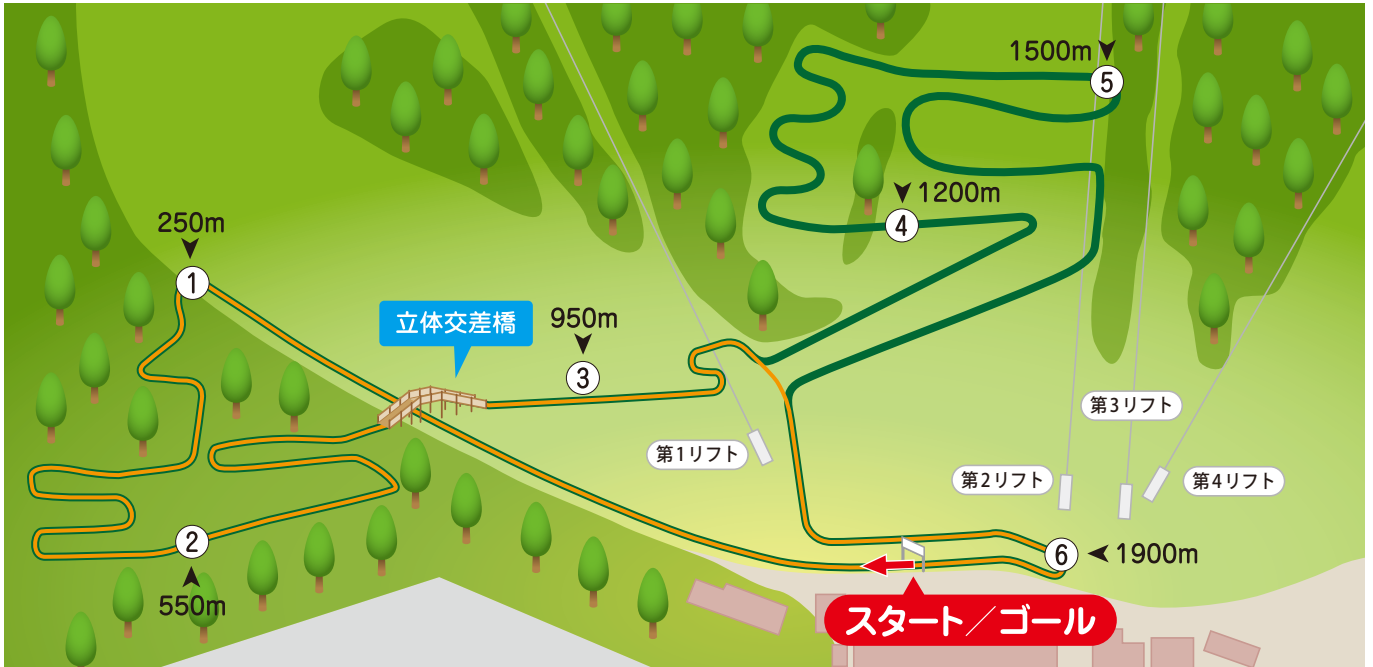 1500m
5
1200m
4
250m
1
立体交差橋
950m
3
第3リフト
第1リフト
第2リフト
第4リフト
2
550m
6
1900m
スタート／ゴール